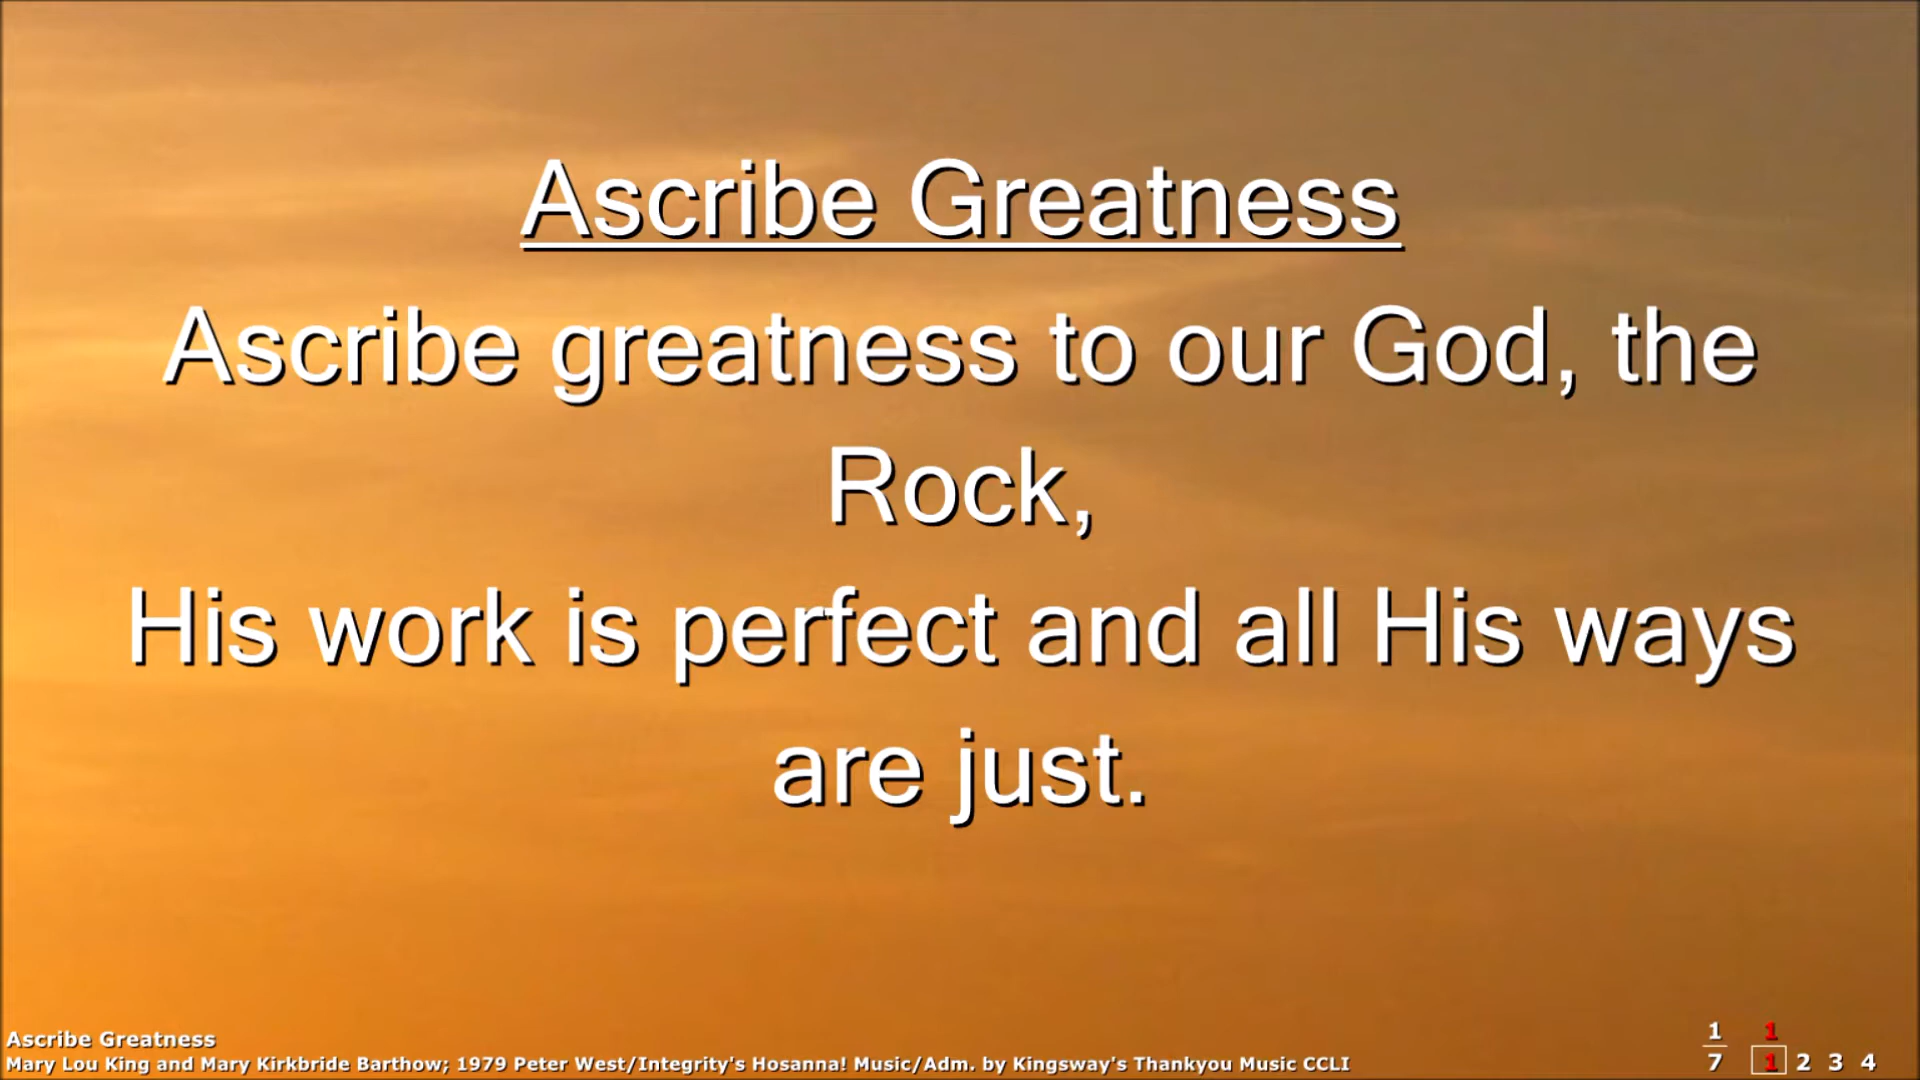 Ascribe Greatness
Ascribe greatness to our God, the
Rock,
His work is perfect and all His ways
are just.
Ascribe Greatness
Mary Lou King and Mary Kirkbride Barthow; 1979 Peter West/Integrity's Hosanna! Music/Adm. by Kingsway's Thankyou Music CCLI
1 1
7 1 2 3 4